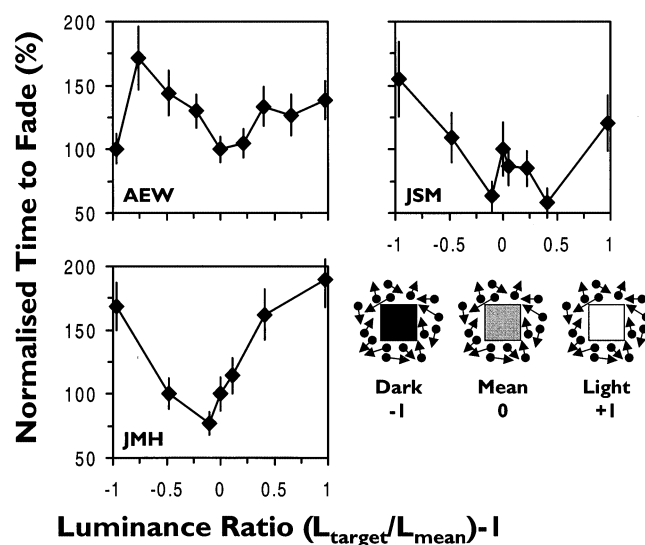 Normalised Time to Fade (%)
200
150
100
50
AEW
JSM
-1 -0.5 0 0.5 1
200
150
100
50
JMH
-1 -0.5 0 0.5 1
Dark Mean Light
-1 0 +1
Luminance Ratio (Ltarget/Lmean)-1